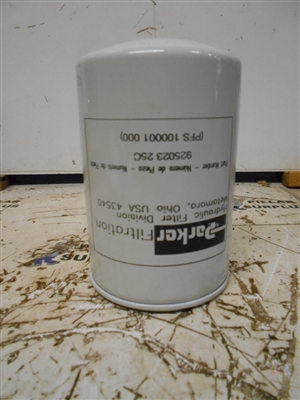 Parker
Filtration
Hydraulic Filter Division
Metamora, Ohio USA 43540
Part Number - Número de Pieza - Numero de Piece
925023 25C
(PFS 100001 000)